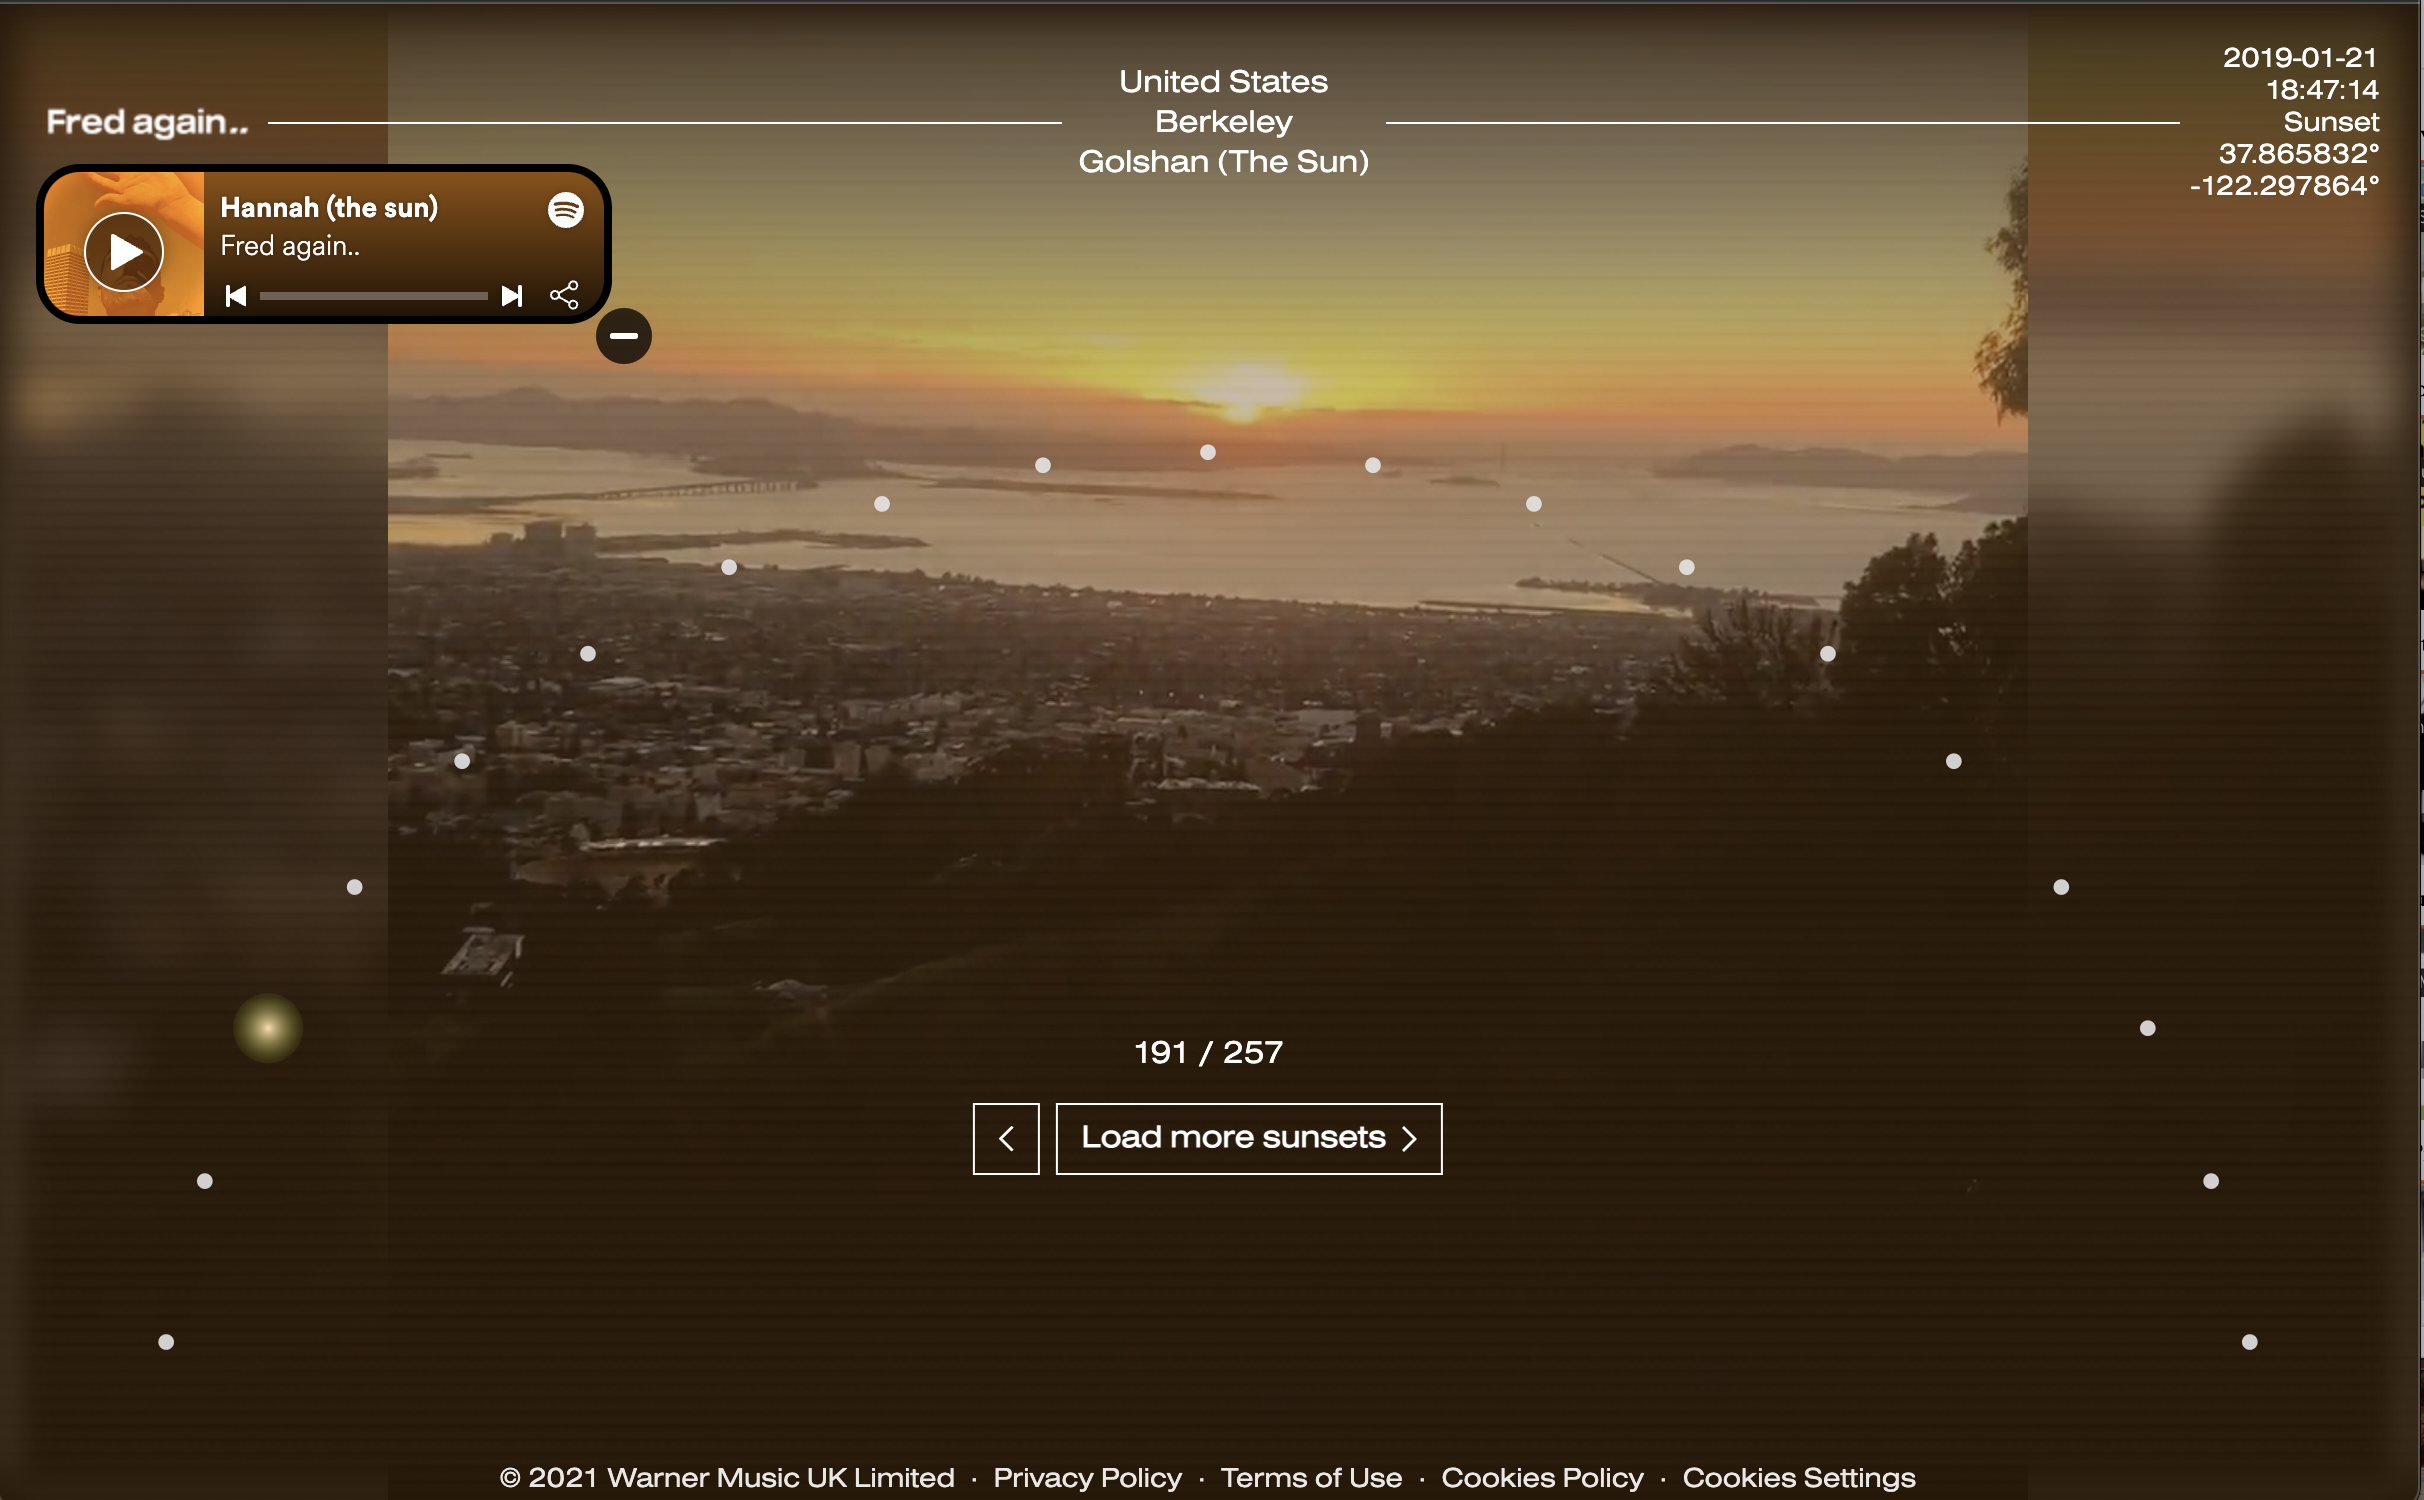 United States
Fred again..
Berkeley
Golshan (The Sun)
2019-01-21
18:47:14
Sunset
37.865832°
-122.297864°
Hannah (the sun)
Fred again..
191 / 257
Load more sunsets
© 2021 Warner Music UK Limited · Privacy Policy · Terms of Use · Cookies Policy · Cookies Settings